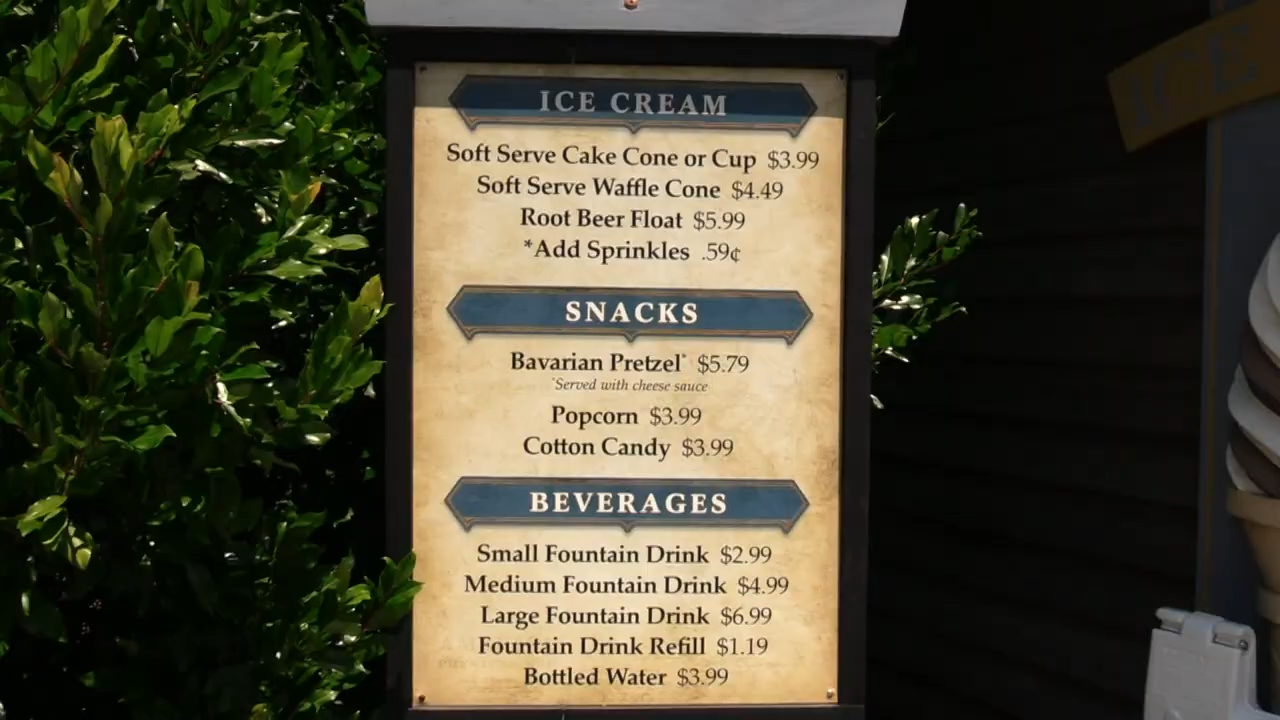 ICE CREAM
Soft Serve Cake Cone or Cup $3.99
Soft Serve Waffle Cone $4.49
Root Beer Float $5.99
*Add Sprinkles .59¢
SNACKS
Bavarian Pretzel* $5.79
*Served with cheese sauce
Popcorn $3.99
Cotton Candy $3.99
BEVERAGES
Small Fountain Drink $2.99
Medium Fountain Drink $4.99
Large Fountain Drink $6.99
Fountain Drink Refill $1.19
Bottled Water $3.99
ICE